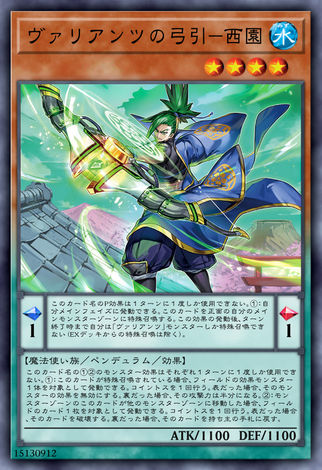 ヴァリアンツの弓引－西園
水
このカード名のP効果は１ターンに１度しか使用できない。①：自
分メインフェイズに発動できる。このカードを正面の自分のメイ
ンモンスターゾーンに特殊召喚する。この効果の発動後、ターン
終了時まで自分は「ヴァリアンツ」モンスターしか特殊召喚でき
ない（EXデッキからの特殊召喚は除く）。
1
1
【魔法使い族／ペンデュラム／効果】
このカード名の①②のモンスター効果はそれぞれ１ターンに１度しか使用で
きない。①：このカードが特殊召喚されている場合、フィールドの効果モンスター
１体を対象として発動できる。コイントスを１回行う。表だった場合、そのモンス
ターの効果を無効にする。裏だった場合、その攻撃力は半分になる。②：モンス
ターゾーンのこのカードが他のモンスターゾーンに移動した場合、フィール
ドのカード１枚を対象として発動できる。コイントスを１回行う。表だった場合、
そのカードを破壊する。裏だった場合、そのカードを持ち主の手札に戻す。
ATK/1100 DEF/1100
15130912